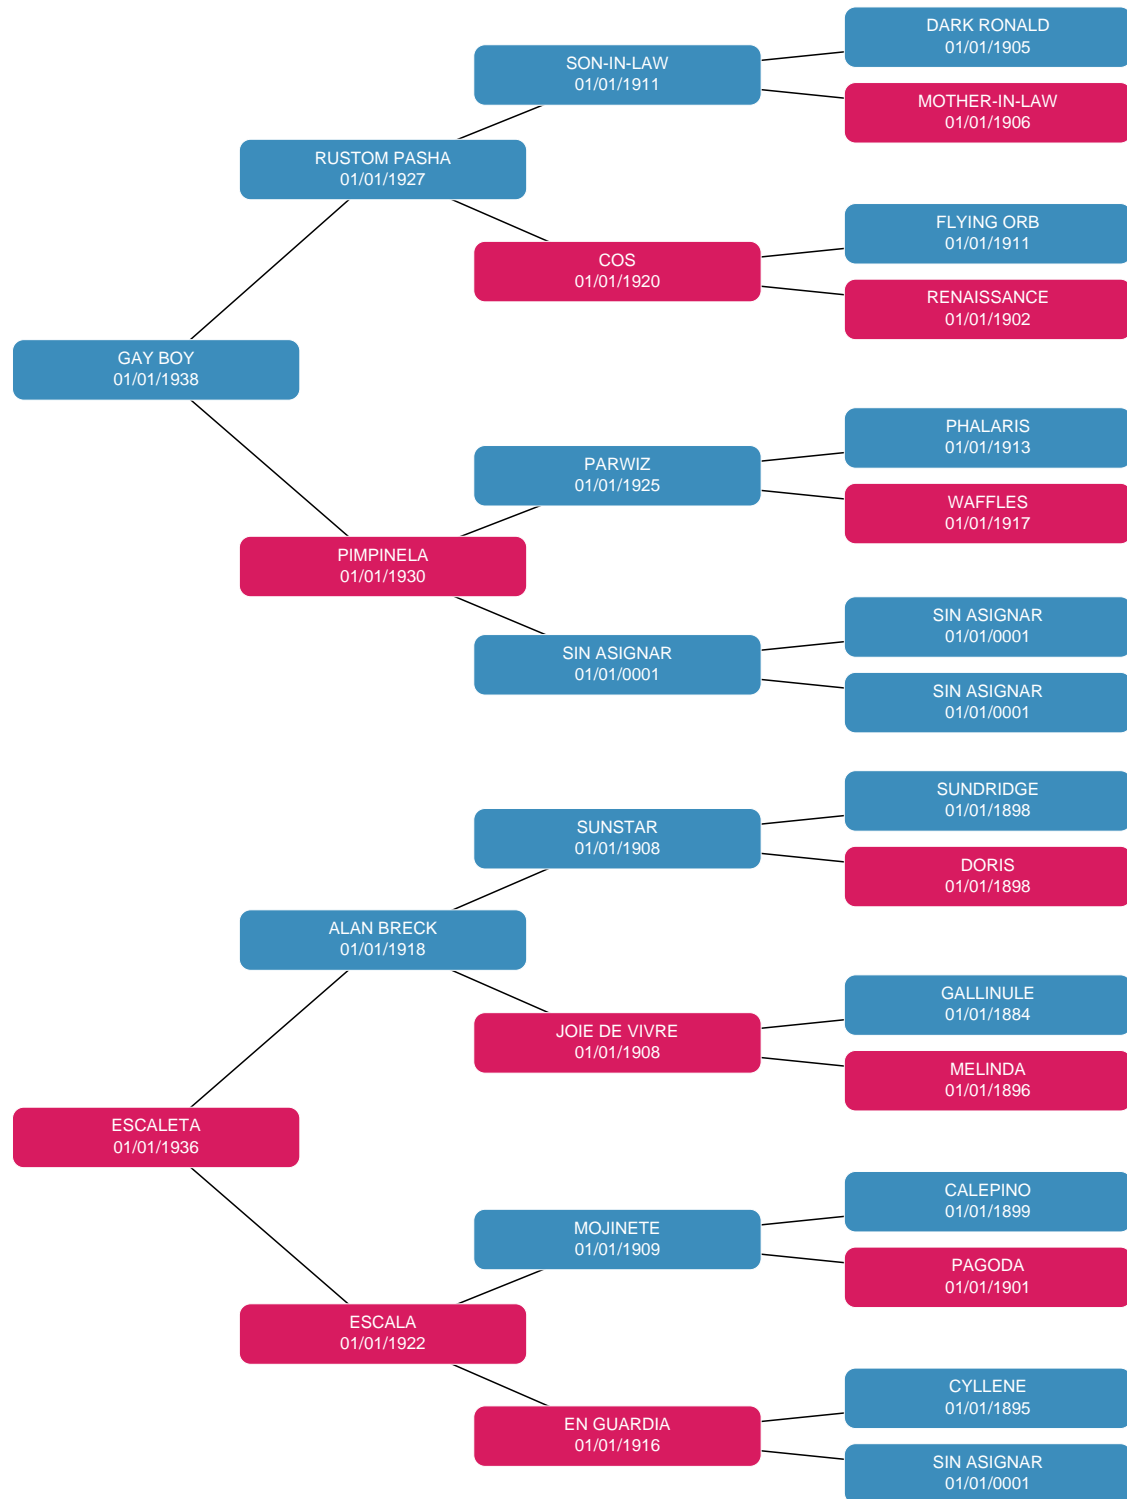 DARK RONALD
01/01/1905
SON-IN-LAW
01/01/1911
MOTHER-IN-LAW
01/01/1906
RUSTOM PASHA
01/01/1927
FLYING ORB
01/01/1911
COS
01/01/1920
RENAISSANCE
01/01/1902
GAY BOY
01/01/1938
PHALARIS
01/01/1913
PARWIZ
01/01/1925
WAFFLES
01/01/1917
PIMPINELA
01/01/1930
SIN ASIGNAR
01/01/0001
SIN ASIGNAR
01/01/0001
SIN ASIGNAR
01/01/0001
SUNDRIDGE
01/01/1898
SUNSTAR
01/01/1908
DORIS
01/01/1898
ALAN BRECK
01/01/1918
GALLINULE
01/01/1884
JOIE DE VIVRE
01/01/1908
MELINDA
01/01/1896
ESCALETA
01/01/1936
CALEPINO
01/01/1899
MOJINETE
01/01/1909
PAGODA
01/01/1901
ESCALA
01/01/1922
CYLLENE
01/01/1895
EN GUARDIA
01/01/1916
SIN ASIGNAR
01/01/0001